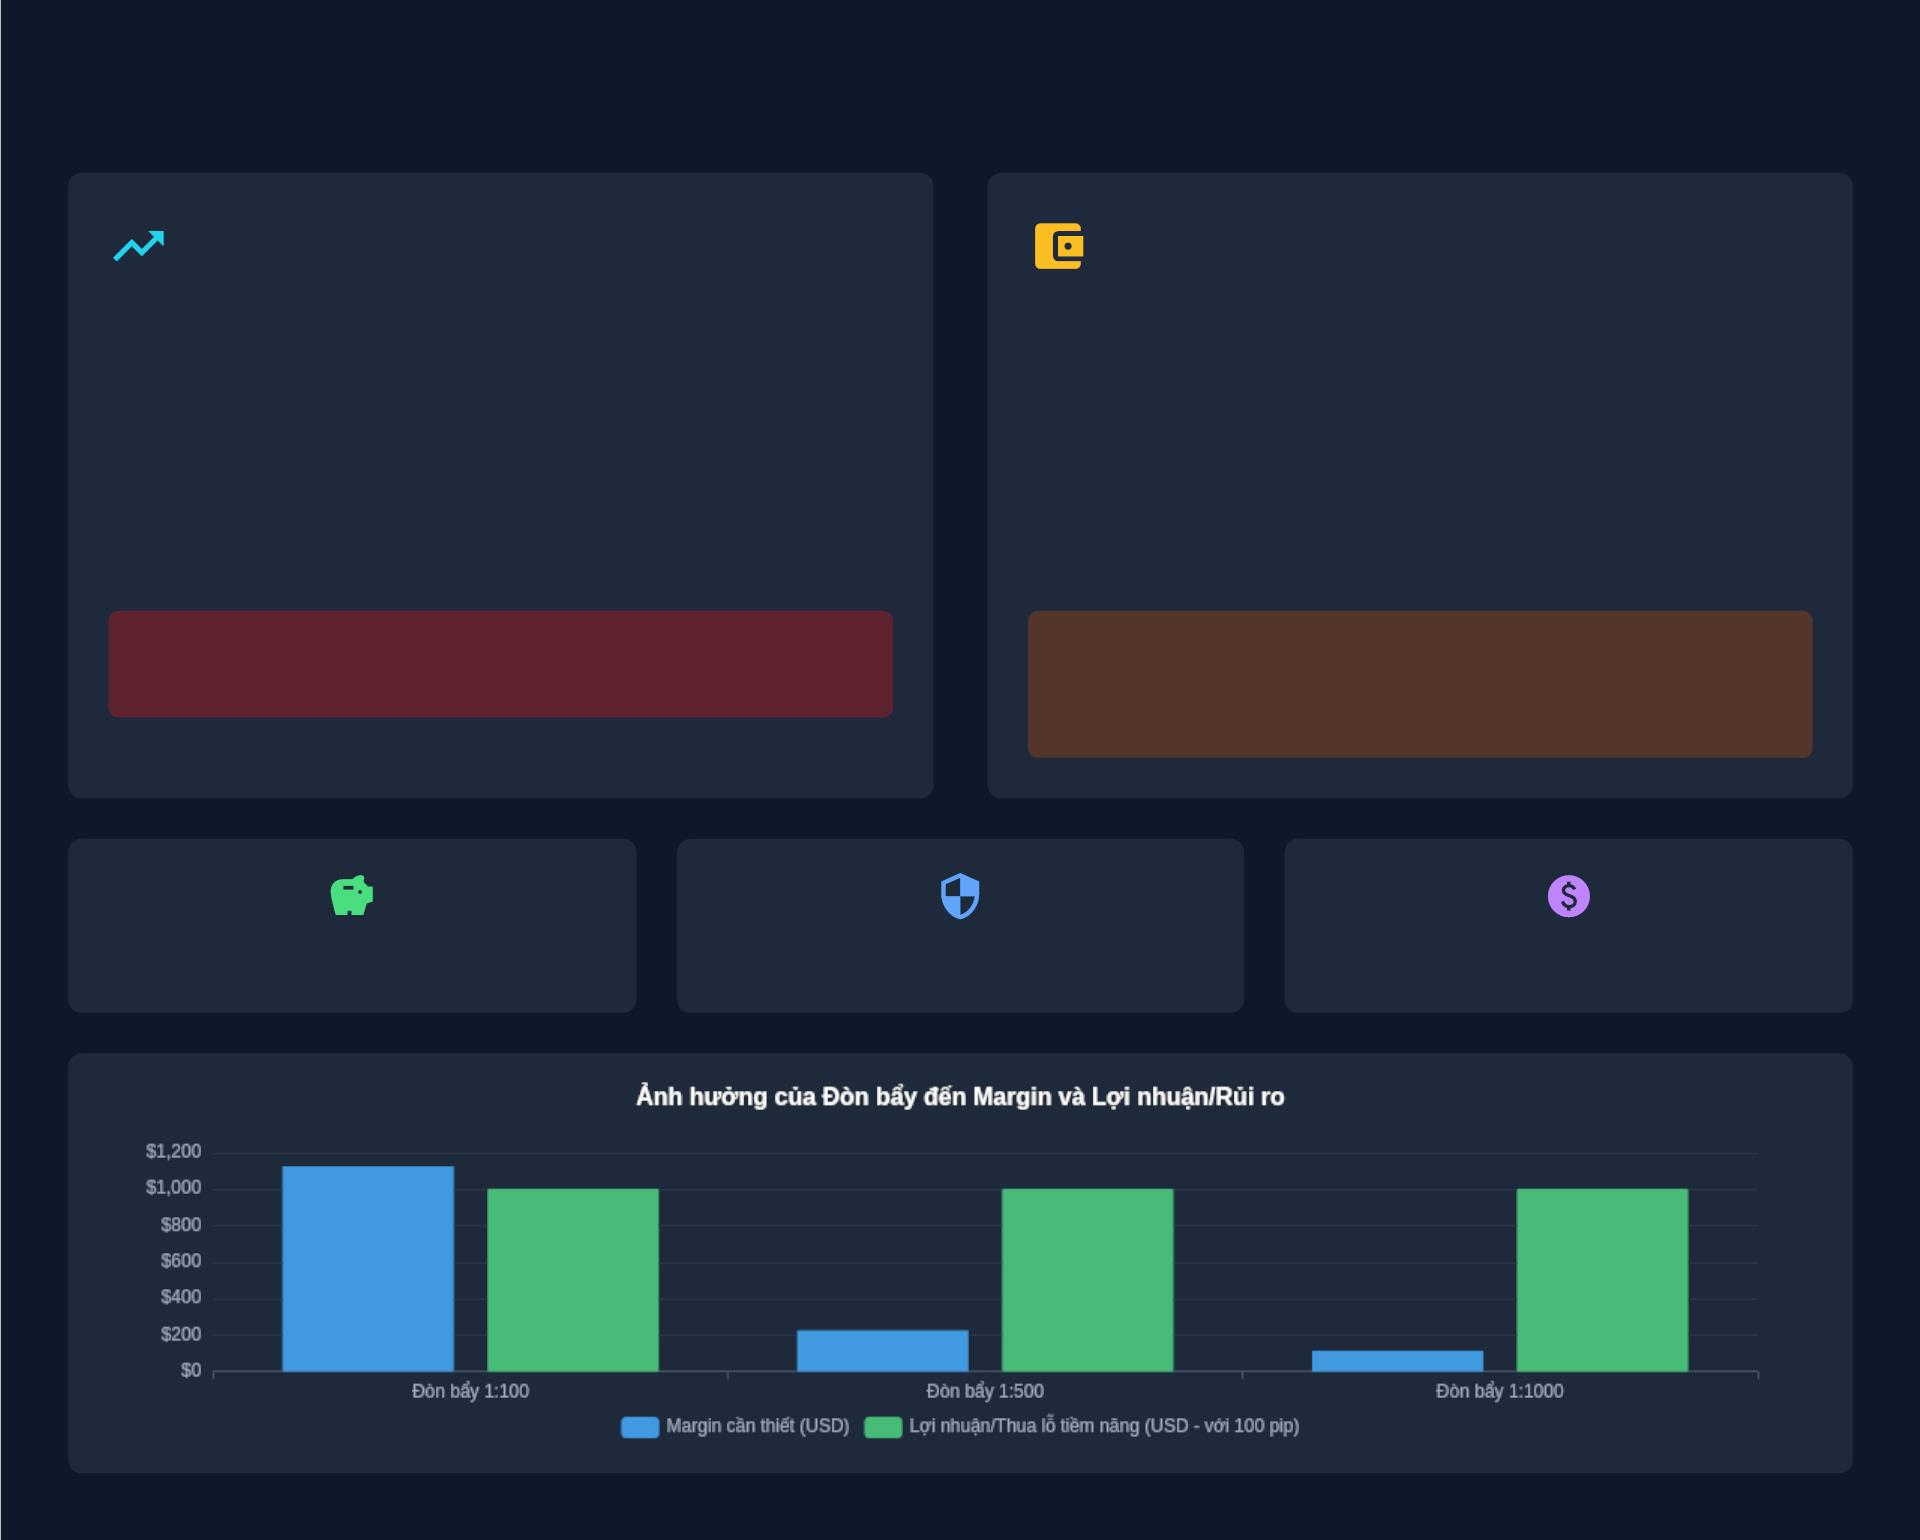 Ảnh hưởng của Đòn bẩy đến Margin và Lợi nhuận/Rủi ro
$1,200
$1,000
$800
$600
$400
$200
$0
Đòn bẩy 1:100 Đòn bẩy 1:500 Đòn bẩy 1:1000
Margin cần thiết (USD) Lợi nhuận/Thua lỗ tiềm năng (USD - với 100 pip)